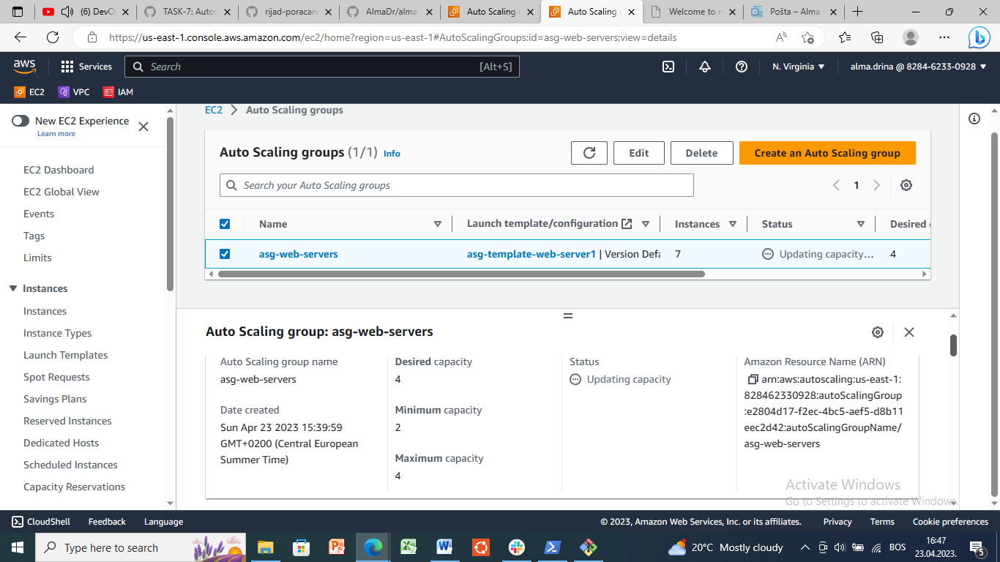 (6) DevO
TASK-7: Autos
rijad-poracani
AlmaDr/alma-
Auto Scaling g
Auto Scaling g
Welcome to n
Pošta – Alma
https://us-east-1.console.aws.amazon.com/ec2/home?region=us-east-1#AutoScalingGroups:id=asg-web-servers;view=details
aws
Services
Search
[Alt+S]
N. Virginia
alma.drina @ 8284-6233-0928
EC2
VPC
IAM
New EC2 Experience
Learn more
EC2 Dashboard
EC2 Global View
Events
Tags
Limits
Instances
Instances
Instance Types
Launch Templates
Spot Requests
Savings Plans
Reserved Instances
Dedicated Hosts
Scheduled Instances
Capacity Reservations
EC2
Auto Scaling groups
Auto Scaling groups (1/1) Info
Edit
Delete
Create an Auto Scaling group
Search your Auto Scaling groups
1
Name
Launch template/configuration
Instances
Status
Desired
asg-web-servers
asg-template-web-server1 | Version Defa
7
Updating capacity...
4
Auto Scaling group: asg-web-servers
Auto Scaling group name
asg-web-servers
Date created
Sun Apr 23 2023 15:39:59
GMT+0200 (Central European
Summer Time)
Desired capacity
4
Minimum capacity
2
Maximum capacity
4
Status
Updating capacity
Amazon Resource Name (ARN)
arn:aws:autoscaling:us-east-1:
828462330928:autoScalingGroup
:e2804d17-f2ec-4bc5-aef5-d8b11
eec2d42:autoScalingGroupName/
asg-web-servers
Activate Windows
Go to Settings to activate Windows.
CloudShell
Feedback
Language
© 2023, Amazon Web Services, Inc. or its affiliates.
Privacy
Terms
Cookie preferences
Type here to search
20°C Mostly cloudy
BOS
16:47
23.04.2023.
5